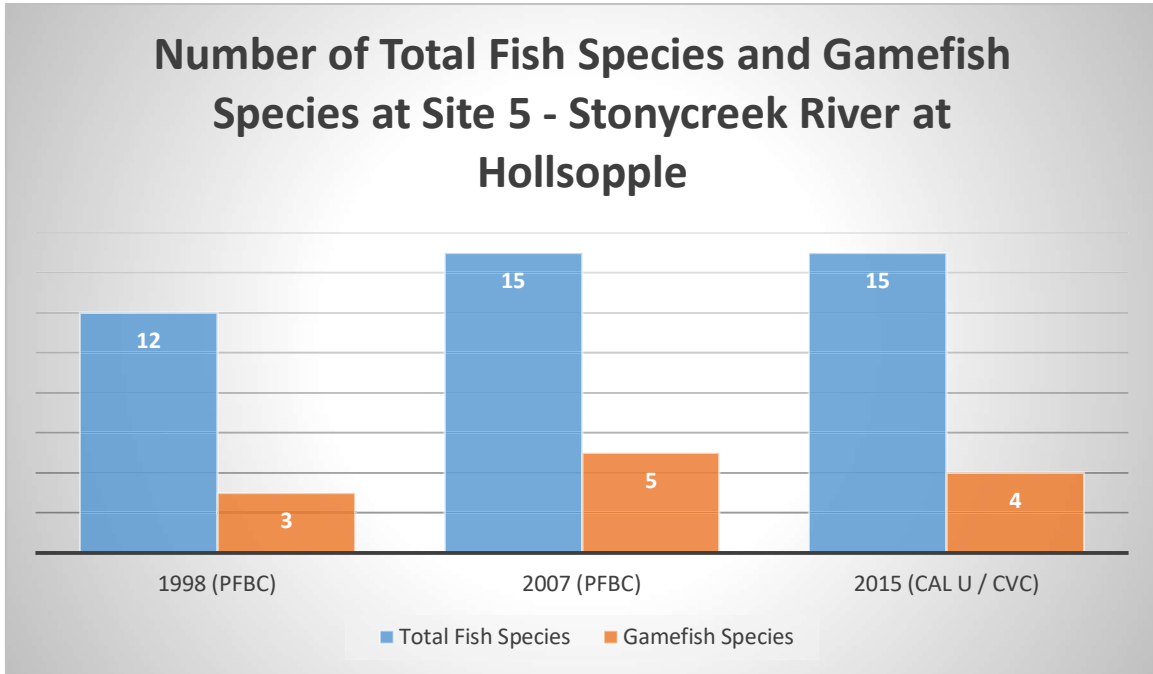 Number of Total Fish Species and Gamefish
Species at Site 5 - Stonycreek River at
Hollsopple
12
3
15
5
15
4
1998 (PFBC)
2007 (PFBC)
2015 (CAL U / CVC)
Total Fish Species
Gamefish Species